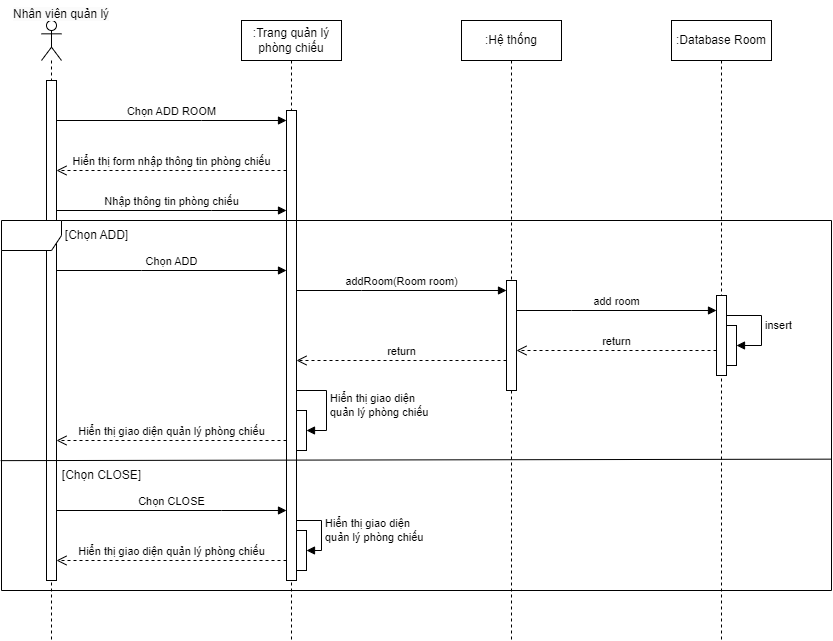 Nhân viên quản lý
:Trang quản lý
phòng chiếu
:Hệ thống
:Database Room
Chọn ADD ROOM
Hiển thị form nhập thông tin phòng chiếu
Nhập thông tin phòng chiếu
[Chọn ADD]
Chọn ADD
addRoom(Room room)
add room
insert
return
return
Hiển thị giao diện
quản lý phòng chiếu
Hiển thị giao diện quản lý phòng chiếu
[Chọn CLOSE]
Chọn CLOSE
Hiển thị giao diện
quản lý phòng chiếu
Hiển thị giao diện quản lý phòng chiếu